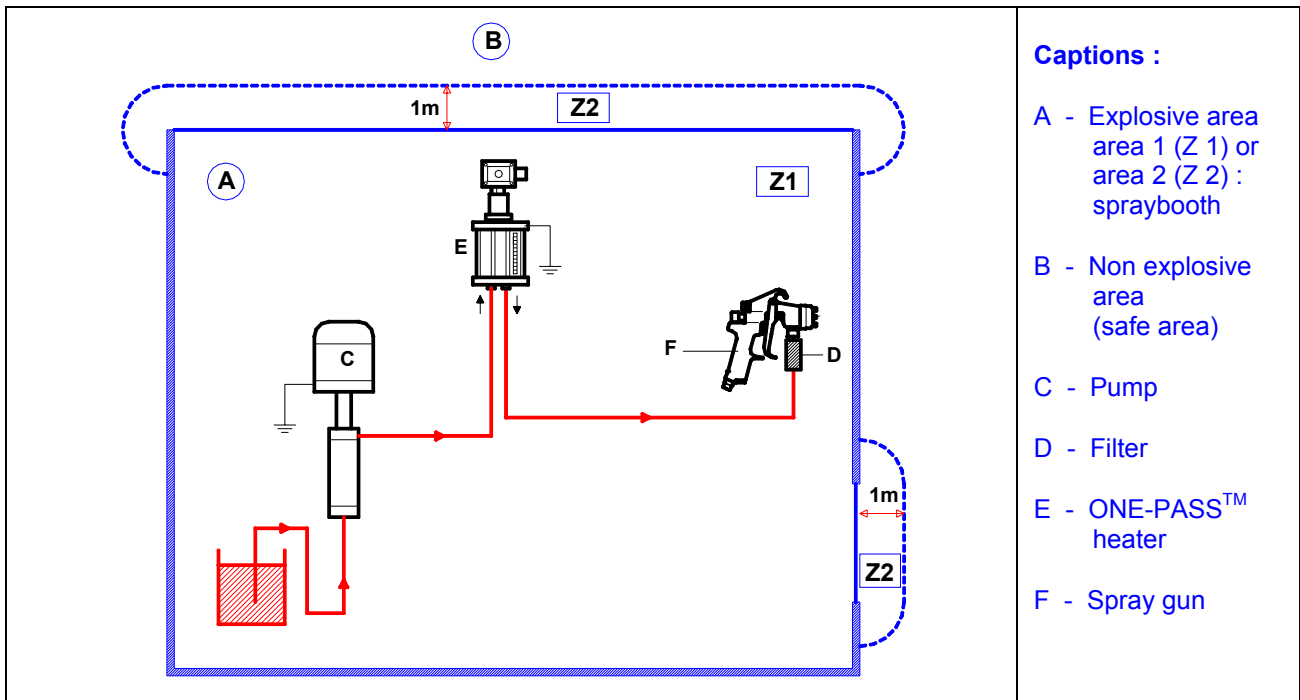 B
1m
Z2
A
Z1
E
C
F
D
1m
Z2
Captions :
A - Explosive area
area 1 (Z 1) or
area 2 (Z 2) :
spraybooth
B - Non explosive
area
(safe area)
C - Pump
D - Filter
E - ONE-PASS™
heater
F - Spray gun